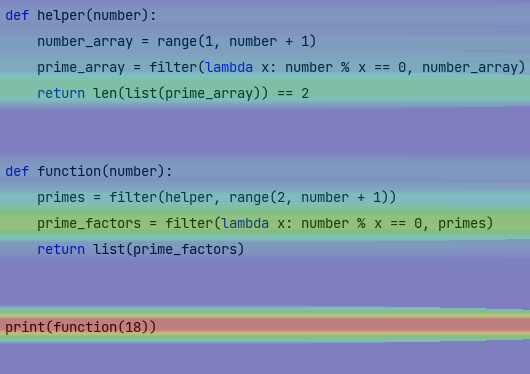 def helper(number):
    number_array = range(1, number + 1)
    prime_array = filter(lambda x: number % x == 0, number_array)
    return len(list(prime_array)) == 2
def function(number):
    primes = filter(helper, range(2, number + 1))
    prime_factors = filter(lambda x: number % x == 0, primes)
    return list(prime_factors)
print(function(18))